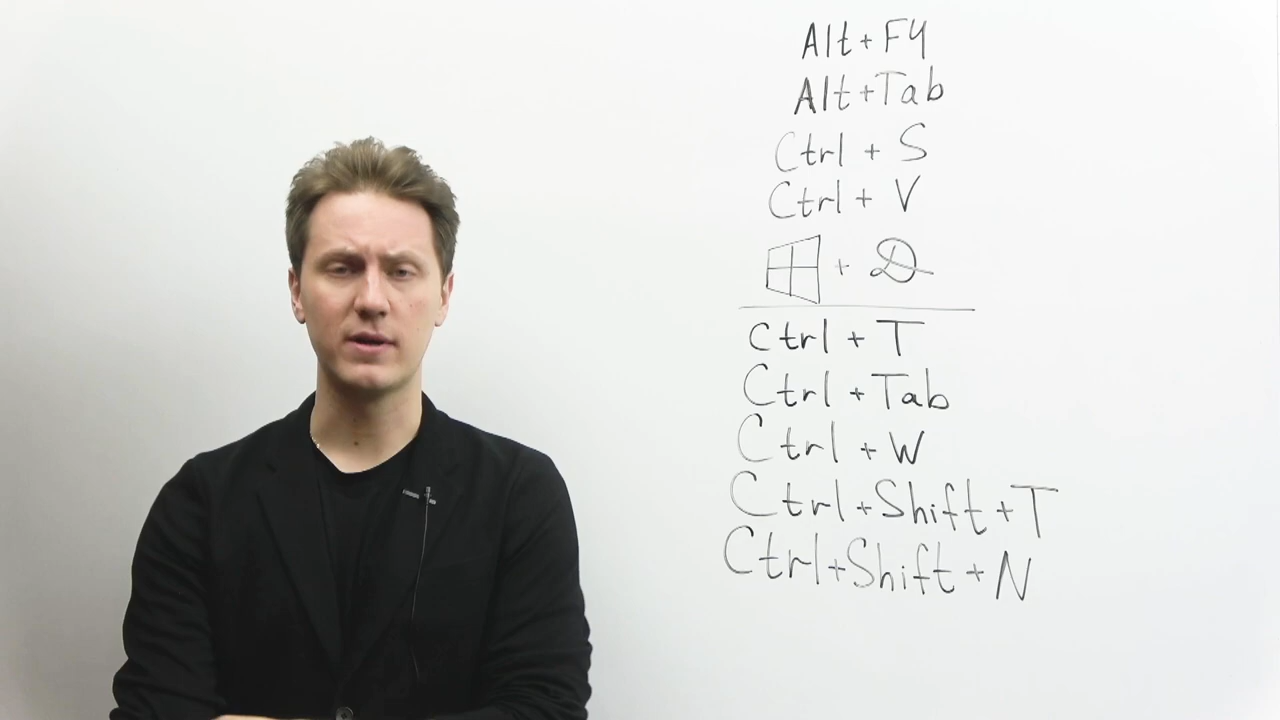 Alt+F4
Alt+Tab
Ctrl + S
Ctrl + V
+ D
Ctrl + T
Ctrl +Tab
Ctrl + W
Ctrl+Shift+T
Ctrl+Shift+N